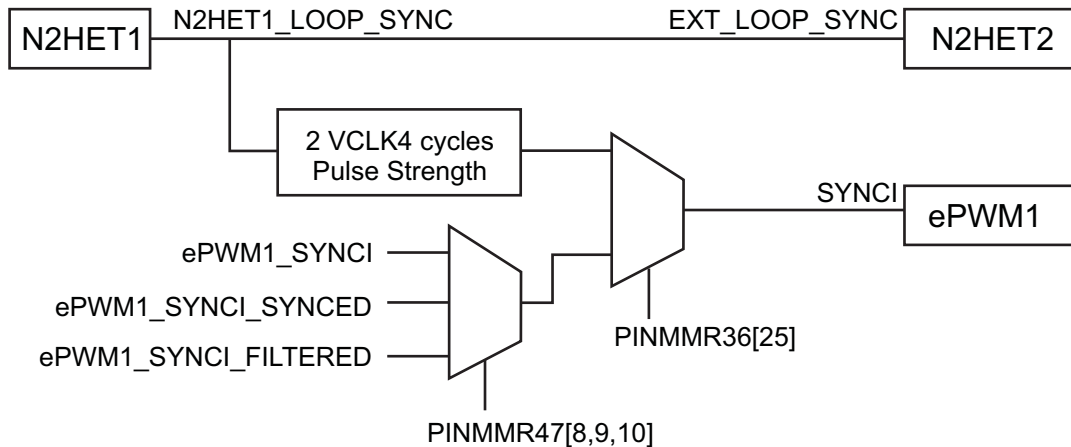 N2HET1
N2HET1_LOOP_SYNC
EXT_LOOP_SYNC
N2HET2
2 VCLK4 cycles
Pulse Strength
SYNCI
ePWM1
ePWM1_SYNCI
ePWM1_SYNCI_SYNCED
ePWM1_SYNCI_FILTERED
PINMMR36[25]
PINMMR47[8,9,10]